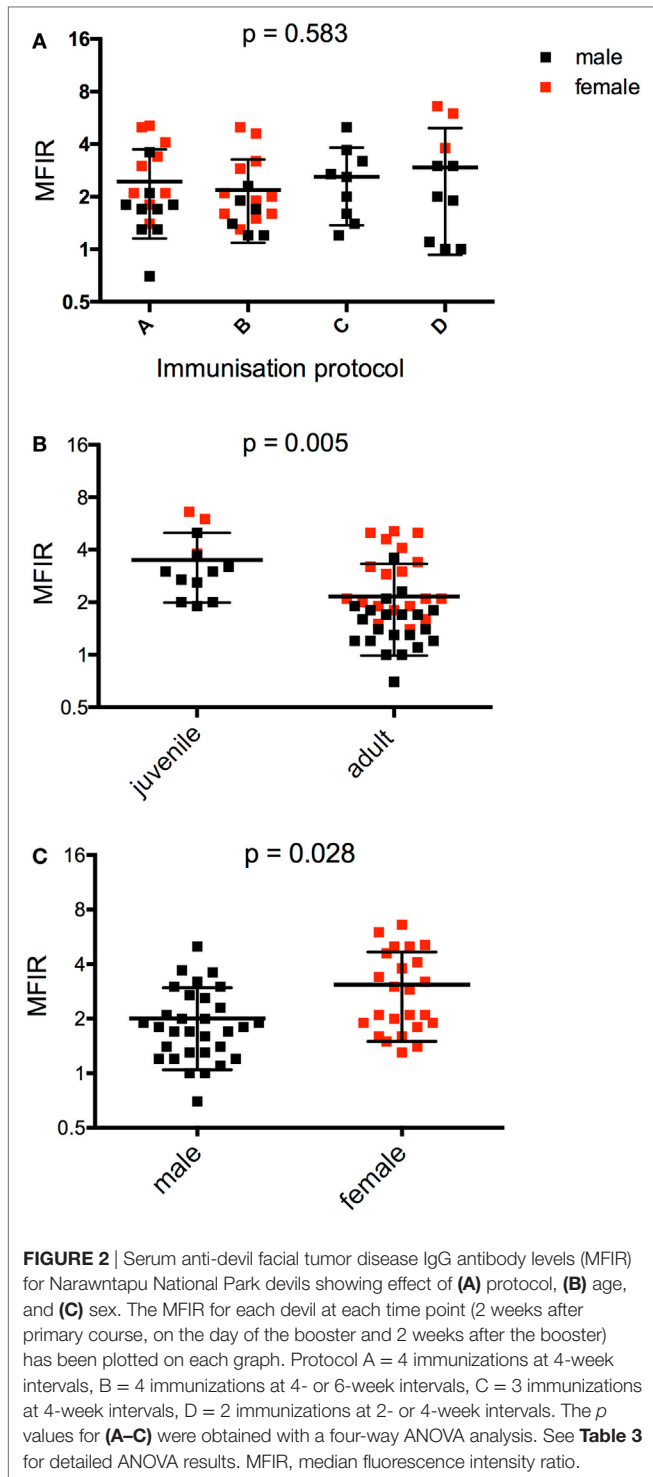 A
p = 0.583
16
8
4
2
1
0.5
MFIR
male
female
A
B
C
D
Immunisation protocol
B
p = 0.005
16
8
4
2
1
0.5
MFIR
juvenile
adult
C
p = 0.028
16
8
4
2
1
0.5
MFIR
male
female
FIGURE 2 | Serum anti-devil facial tumor disease IgG antibody levels (MFIR)
for Narawntapu National Park devils showing effect of (A) protocol, (B) age,
and (C) sex. The MFIR for each devil at each time point (2 weeks after
primary course, on the day of the booster and 2 weeks after the booster)
has been plotted on each graph. Protocol A = 4 immunizations at 4-week
intervals, B = 4 immunizations at 4- or 6-week intervals, C = 3 immunizations
at 4-week intervals, D = 2 immunizations at 2- or 4-week intervals. The p
values for (A–C) were obtained with a four-way ANOVA analysis. See Table 3
for detailed ANOVA results. MFIR, median fluorescence intensity ratio.